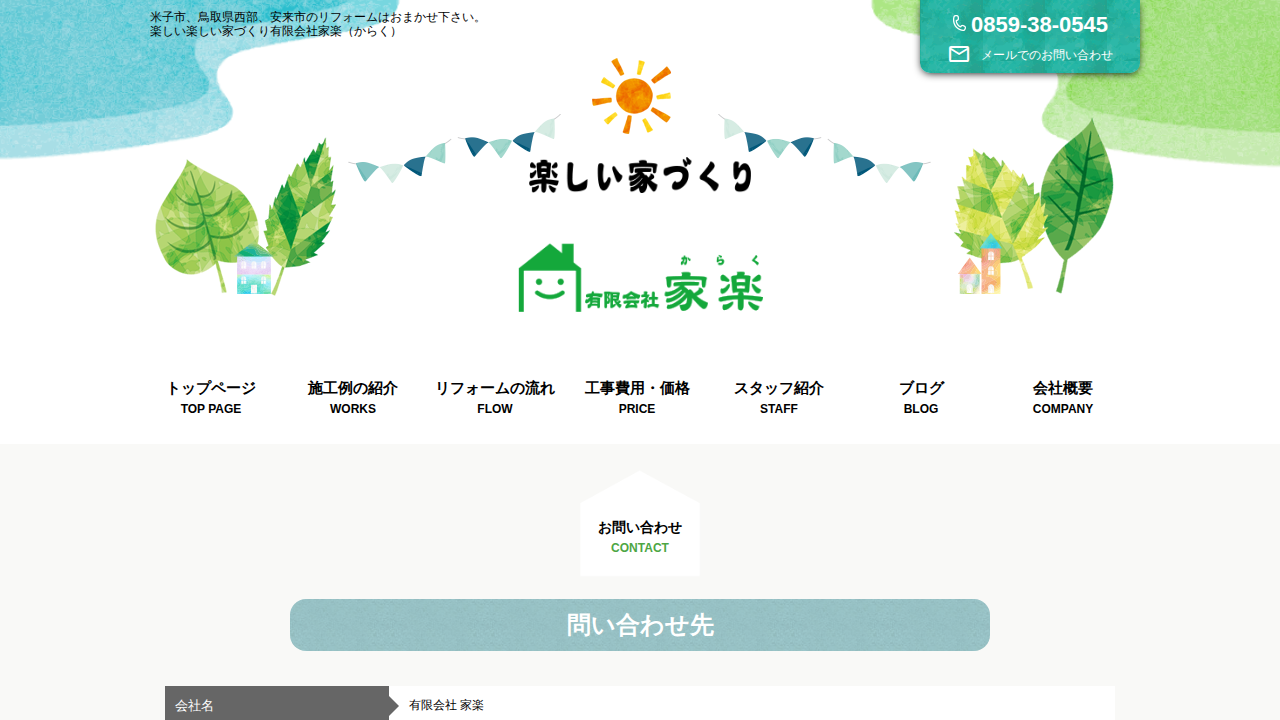 米子市、鳥取県西部、安来市のリフォームはおまかせ下さい。
楽しい楽しい家づくり有限会社家楽（からく）
0859-38-0545
メールでのお問い合わせ
楽しい家づくり
からく
有限会社 家楽
トップページ
TOP PAGE
施工例の紹介
WORKS
リフォームの流れ
FLOW
工事費用・価格
PRICE
スタッフ紹介
STAFF
ブログ
BLOG
会社概要
COMPANY
お問い合わせ
CONTACT
問い合わせ先
会社名
有限会社 家楽